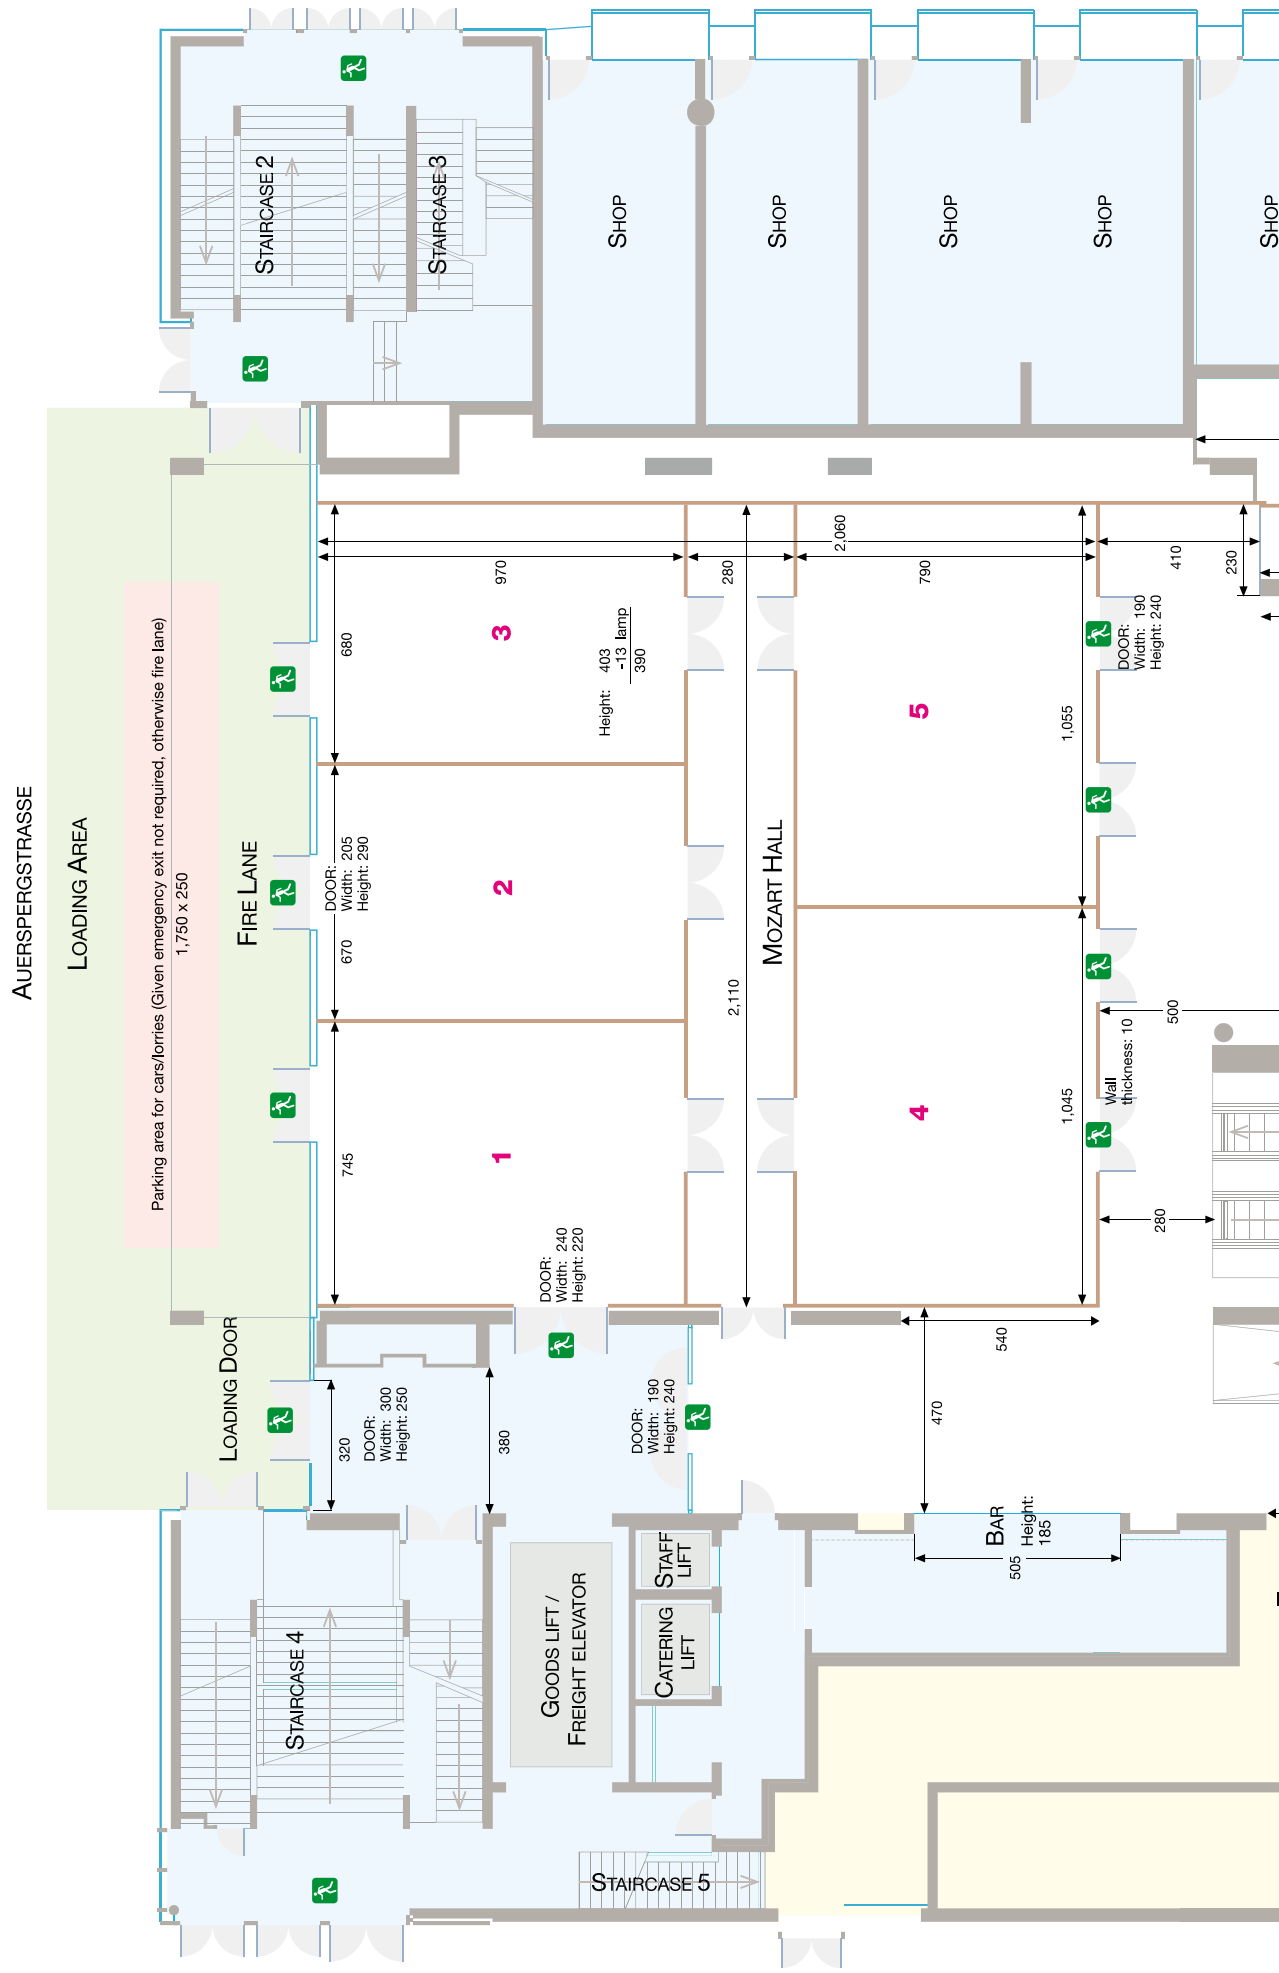 AUERSPERGSTRASSE
LOADING AREA
Parking area for cars/lorries (Given emergency exit not required, otherwise fire lane)
1,750 x 250
FIRE LANE
LOADING DOOR
STAIRCASE 2
STAIRCASE 3
SHOP
SHOP
SHOP
SHOP
SHOP
680
DOOR:
Width: 205
Height: 290
670
745
970
3
Height: 403
-13 lamp
390
2
1
280
2,060
790
410
230
MOZART HALL
2,110
5
4
1,055
1,045
DOOR:
Width: 190
Height: 240
500
Wall
thickness: 10
280
DOOR:
Width: 240
Height: 220
540
470
320
DOOR:
Width: 300
Height: 250
380
DOOR:
Width: 190
Height: 240
BAR
Height:
185
505
STAIRCASE 4
GOODS LIFT /
FREIGHT ELEVATOR
STAFF
LIFT
CATERING
LIFT
STAIRCASE 5